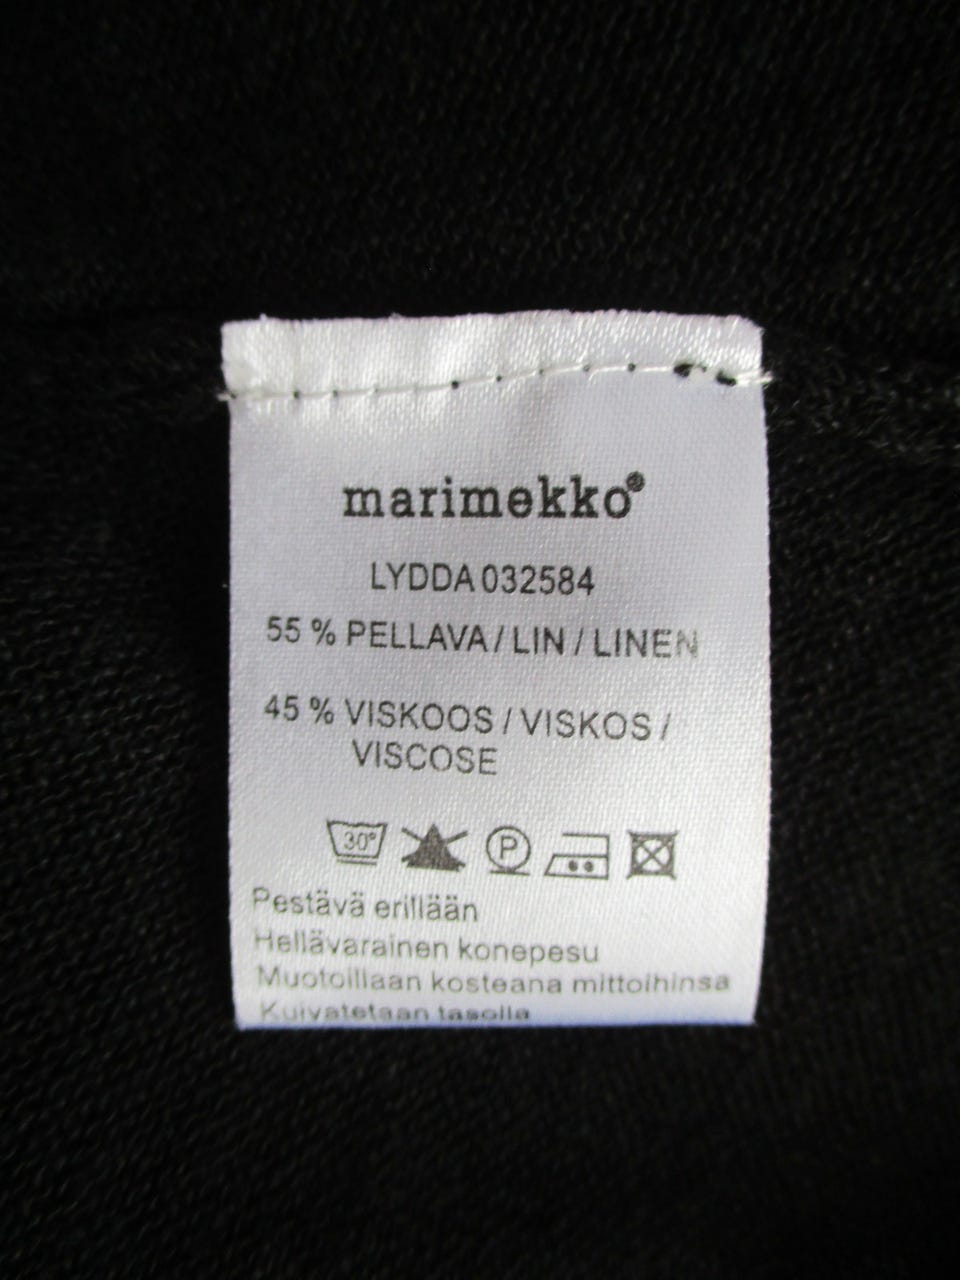 marimekko®
LYDDA 032584
55 % PELLAVA / LIN / LINEN
45 % VISKOOS / VISKOS /
VISCOSE
30°
P
Pestävä erillään
Hellävarainen konepesu
Muotoillaan kosteana mittoihinsa
Kuivatetaan tasolla